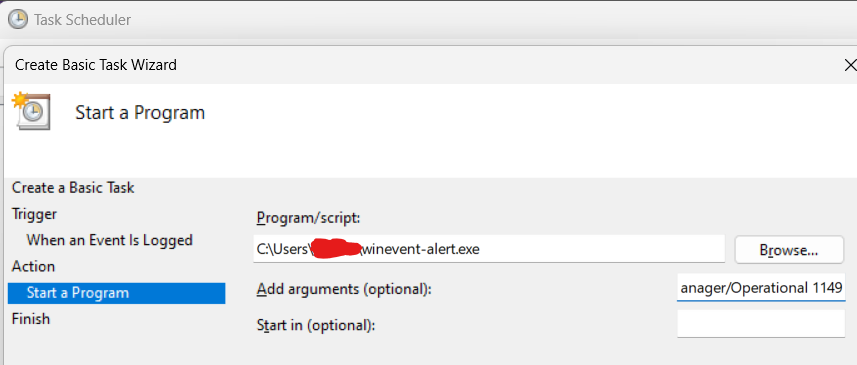 Task Scheduler
Create Basic Task Wizard
Start a Program
Create a Basic Task
Trigger
When an Event Is Logged
Action
Start a Program
Finish
Program/script:
C:\Users\ \winevent-alert.exe
Browse...
Add arguments (optional):
anager/Operational 1149
Start in (optional):